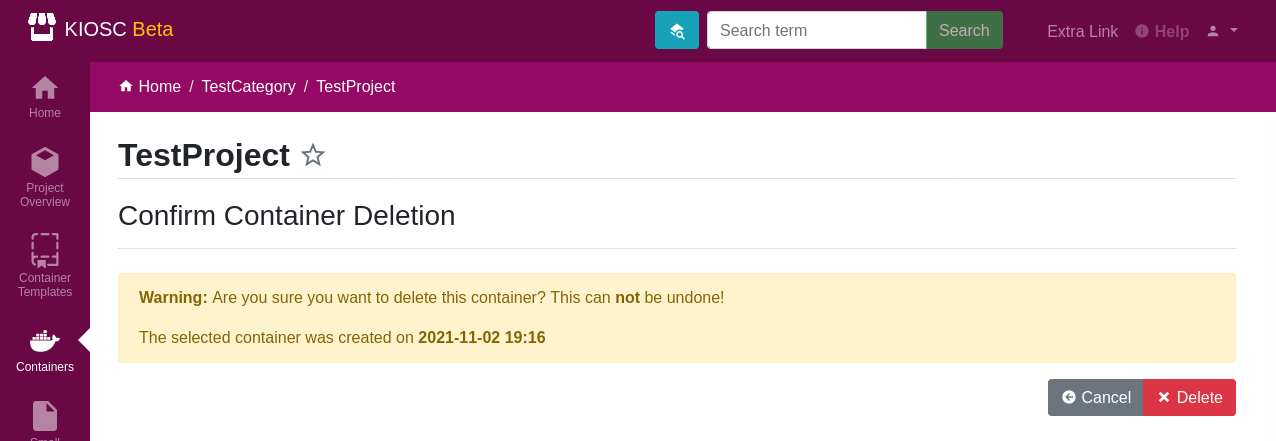 KIOSC Beta
Search term
Search
Extra Link
Help
Home / TestCategory / TestProject
Home
Project
Overview
Container
Templates
Containers
Small
TestProject
Confirm Container Deletion
Warning: Are you sure you want to delete this container? This can not be undone!
The selected container was created on 2021-11-02 19:16
Cancel
Delete